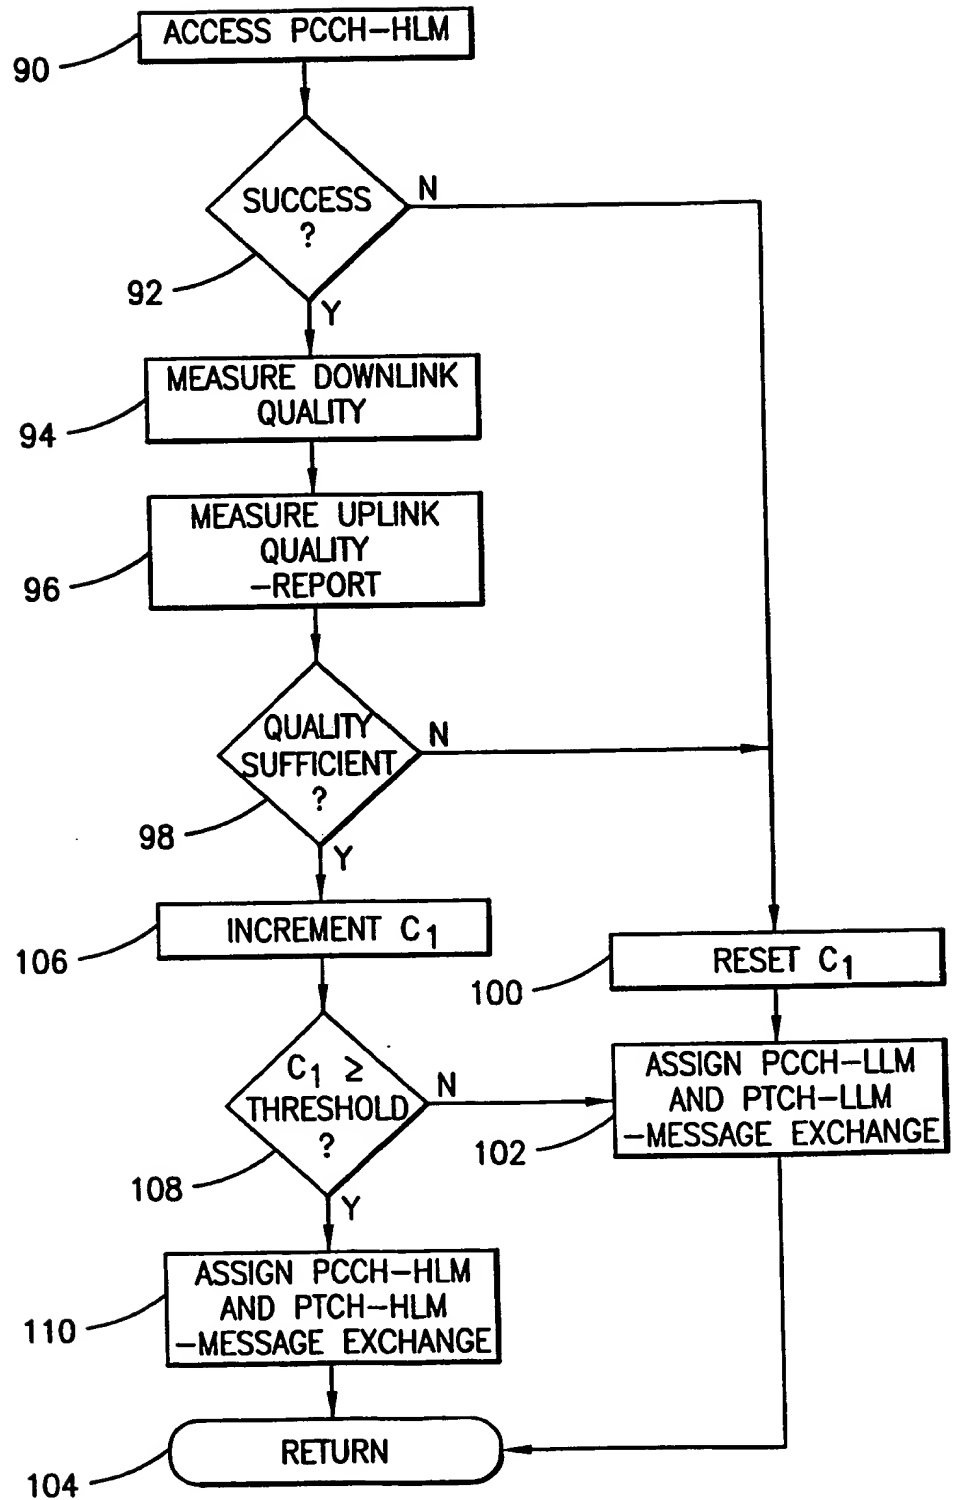 ACCESS PCCH-HLM
90
SUCCESS
?
N
92
Y
MEASURE DOWNLINK
QUALITY
94
MEASURE UPLINK
QUALITY
-REPORT
96
QUALITY
SUFFICIENT
?
N
98
Y
INCREMENT C1
106
RESET C1
100
C1 ≥
THRESHOLD
?
N
108
Y
ASSIGN PCCH-LLM
AND PTCH-LLM
-MESSAGE EXCHANGE
102
ASSIGN PCCH-HLM
AND PTCH-HLM
-MESSAGE EXCHANGE
110
RETURN
104